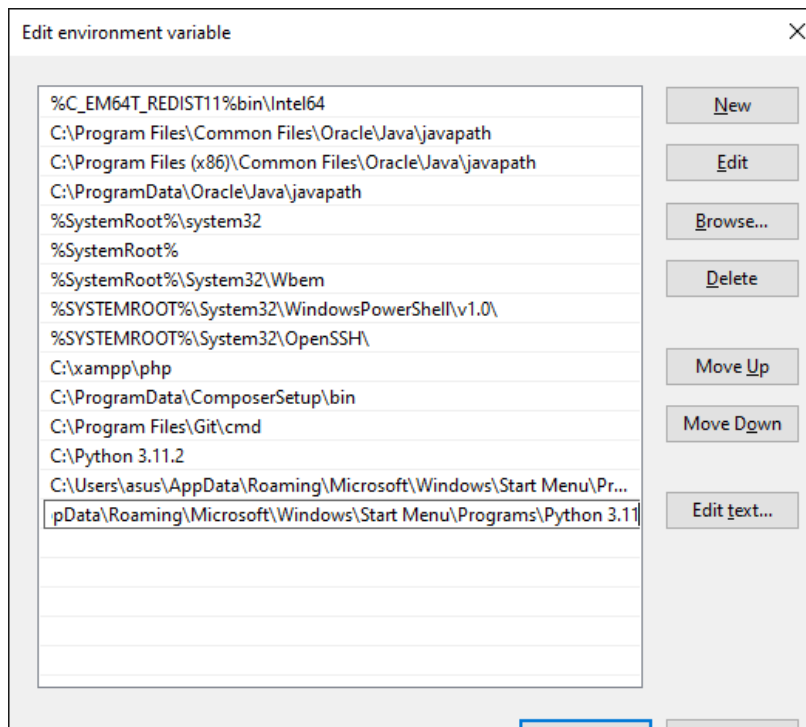 Edit environment variable
%C_EM64T_REDIST11%bin\Intel64
C:\Program Files\Common Files\Oracle\Java\javapath
C:\Program Files (x86)\Common Files\Oracle\Java\javapath
C:\ProgramData\Oracle\Java\javapath
%SystemRoot%\system32
%SystemRoot%
%SystemRoot%\System32\Wbem
%SYSTEMROOT%\System32\WindowsPowerShell\v1.0\
%SYSTEMROOT%\System32\OpenSSH\
C:\xampp\php
C:\ProgramData\ComposerSetup\bin
C:\Program Files\Git\cmd
C:\Python 3.11.2
C:\Users\asus\AppData\Roaming\Microsoft\Windows\Start Menu\Pr...
pData\Roaming\Microsoft\Windows\Start Menu\Programs\Python 3.11
New
Edit
Browse...
Delete
Move Up
Move Down
Edit text...